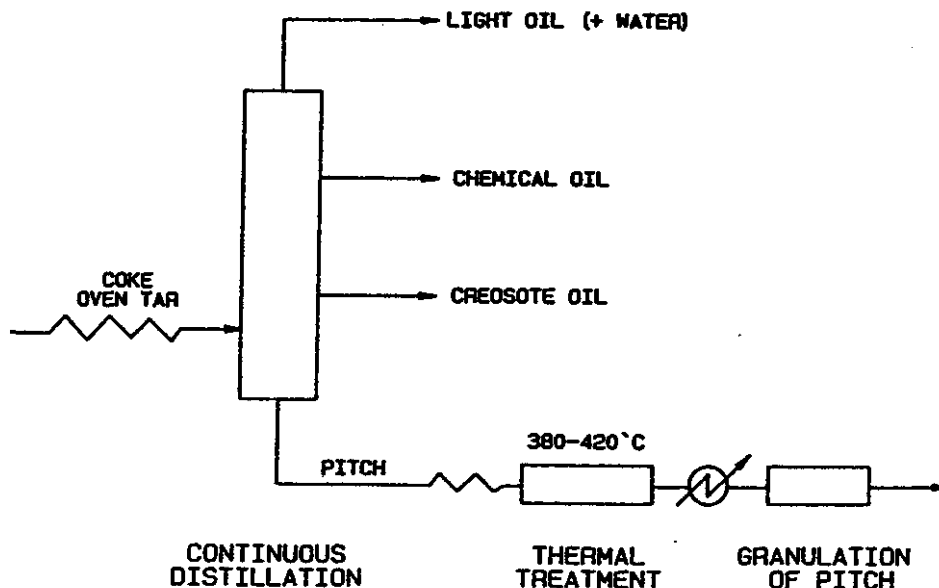 LIGHT OIL (+ WATER)
CHEMICAL OIL
COKE
OVEN TAR
CREOSOTE OIL
380-420`C
PITCH
CONTINUOUS
DISTILLATION
THERMAL
TREATMENT
GRANULATION
OF PITCH